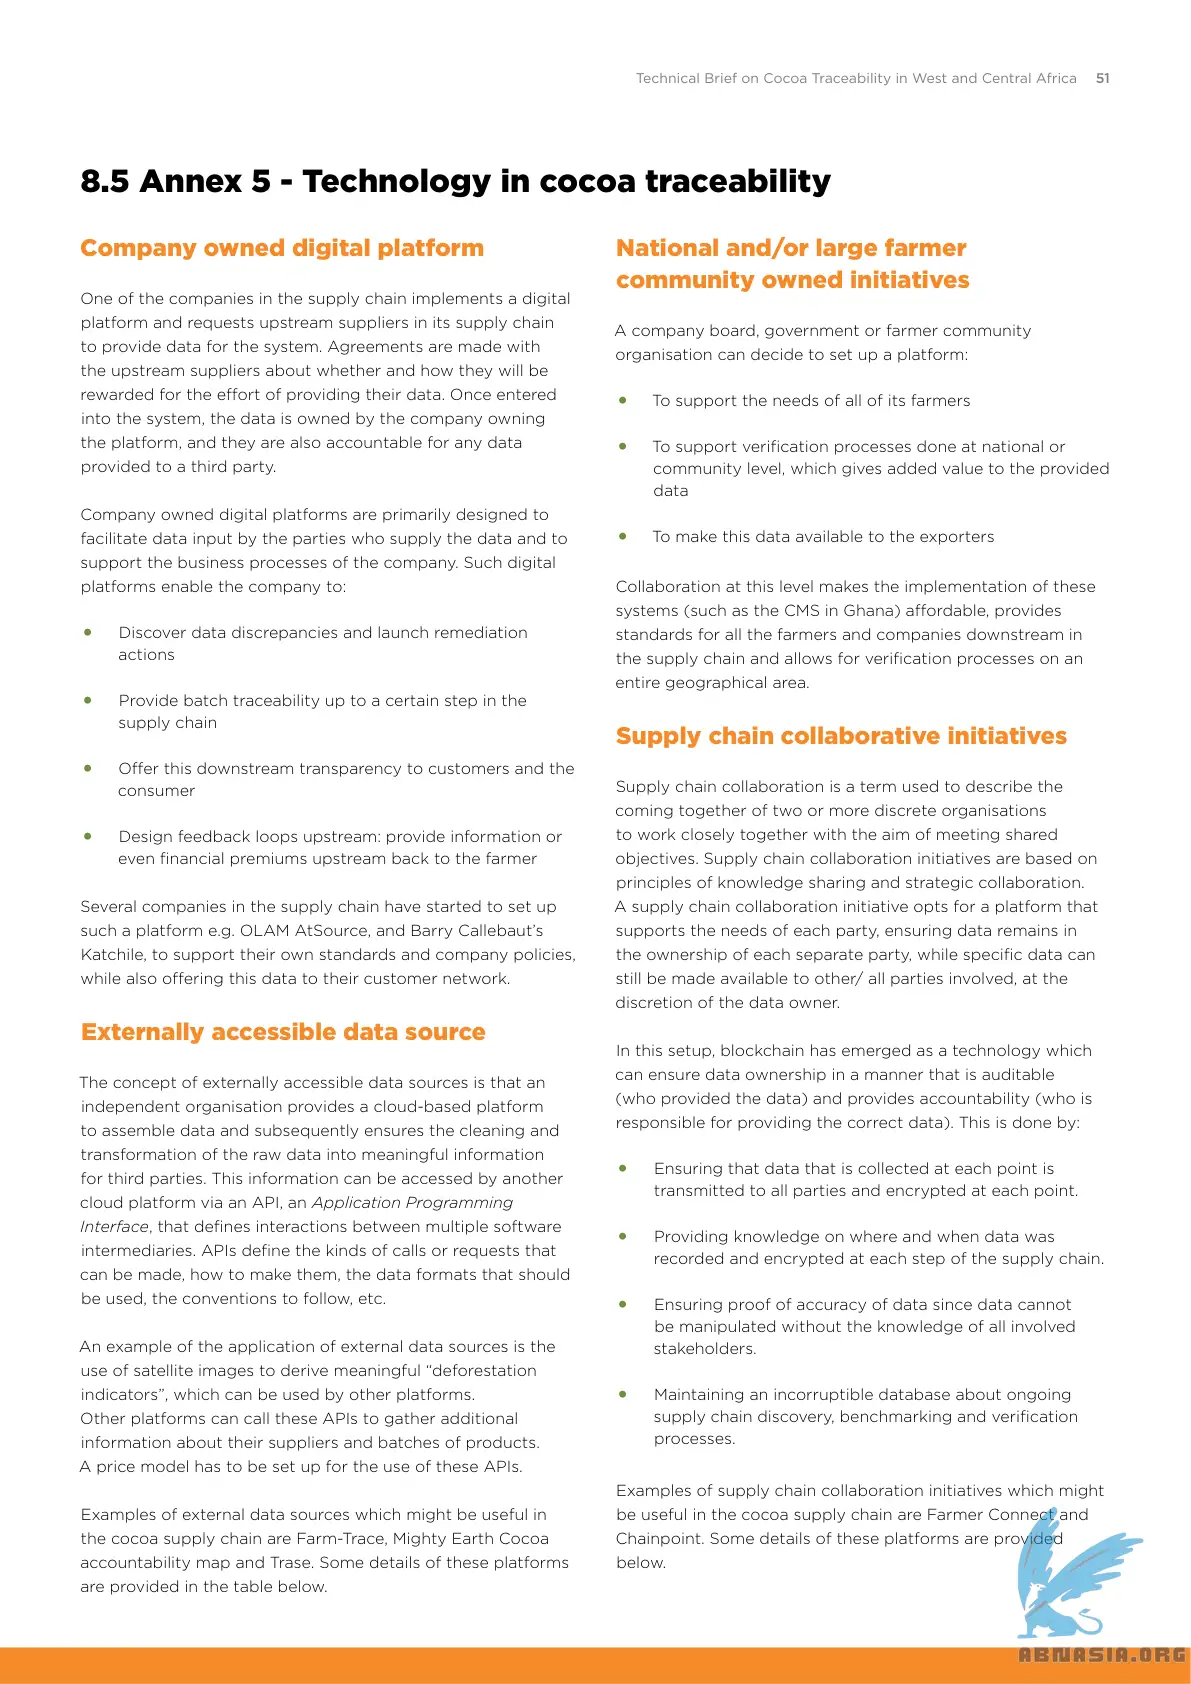 Technical Brief on Cocoa Traceability in West and Central Africa 51
8.5 Annex 5 - Technology in cocoa traceability
Company owned digital platform
One of the companies in the supply chain implements a digital
platform and requests upstream suppliers in its supply chain
to provide data for the system. Agreements are made with
the upstream suppliers about whether and how they will be
rewarded for the effort of providing their data. Once entered
into the system, the data is owned by the company owning
the platform, and they are also accountable for any data
provided to a third party.
Company owned digital platforms are primarily designed to
facilitate data input by the parties who supply the data and to
support the business processes of the company. Such digital
platforms enable the company to:
• Discover data discrepancies and launch remediation
actions
• Provide batch traceability up to a certain step in the
supply chain
• Offer this downstream transparency to customers and the
consumer
• Design feedback loops upstream: provide information or
even financial premiums upstream back to the farmer
Several companies in the supply chain have started to set up
such a platform e.g. OLAM AtSource, and Barry Callebaut's
Katchile, to support their own standards and company policies,
while also offering this data to their customer network.
Externally accessible data source
The concept of externally accessible data sources is that an
independent organisation provides a cloud-based platform
to assemble data and subsequently ensures the cleaning and
transformation of the raw data into meaningful information
for third parties. This information can be accessed by another
cloud platform via an API, an Application Programming
Interface, that defines interactions between multiple software
intermediaries. APIs define the kinds of calls or requests that
can be made, how to make them, the data formats that should
be used, the conventions to follow, etc.
An example of the application of external data sources is the
use of satellite images to derive meaningful “deforestation
indicators”, which can be used by other platforms.
Other platforms can call these APIs to gather additional
information about their suppliers and batches of products.
A price model has to be set up for the use of these APIs.
Examples of external data sources which might be useful in
the cocoa supply chain are Farm-Trace, Mighty Earth Cocoa
accountability map and Trase. Some details of these platforms
are provided in the table below.
National and/or large farmer
community owned initiatives
A company board, government or farmer community
organisation can decide to set up a platform:
• To support the needs of all of its farmers
• To support verification processes done at national or
community level, which gives added value to the provided
data
• To make this data available to the exporters
Collaboration at this level makes the implementation of these
systems (such as the CMS in Ghana) affordable, provides
standards for all the farmers and companies downstream in
the supply chain and allows for verification processes on an
entire geographical area.
Supply chain collaborative initiatives
Supply chain collaboration is a term used to describe the
coming together of two or more discrete organisations
to work closely together with the aim of meeting shared
objectives. Supply chain collaboration initiatives are based on
principles of knowledge sharing and strategic collaboration.
A supply chain collaboration initiative opts for a platform that
supports the needs of each party, ensuring data remains in
the ownership of each separate party, while specific data can
still be made available to other/ all parties involved, at the
discretion of the data owner.
In this setup, blockchain has emerged as a technology which
can ensure data ownership in a manner that is auditable
(who provided the data) and provides accountability (who is
responsible for providing the correct data). This is done by:
• Ensuring that data that is collected at each point is
transmitted to all parties and encrypted at each point.
• Providing knowledge on where and when data was
recorded and encrypted at each step of the supply chain.
• Ensuring proof of accuracy of data since data cannot
be manipulated without the knowledge of all involved
stakeholders.
• Maintaining an incorruptible database about ongoing
supply chain discovery, benchmarking and verification
processes.
Examples of supply chain collaboration initiatives which might
be useful in the cocoa supply chain are Farmer Connect and
Chainpoint. Some details of these platforms are provided
below.
ABNASIA.ORG